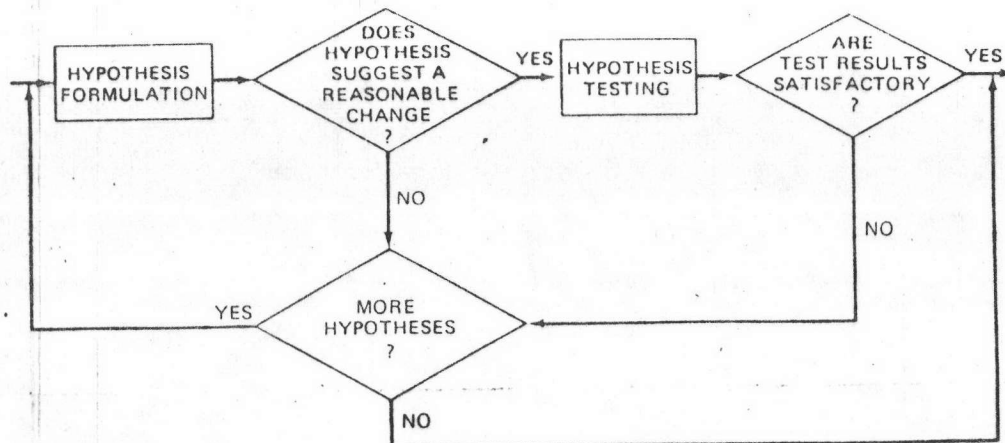 HYPOTHESIS
FORMULATION
DOES
HYPOTHESIS
SUGGEST A
REASONABLE
CHANGE
?
YES
HYPOTHESIS
TESTING
ARE
TEST RESULTS
SATISFACTORY
?
YES
NO
NO
YES
MORE
HYPOTHESES
?
NO